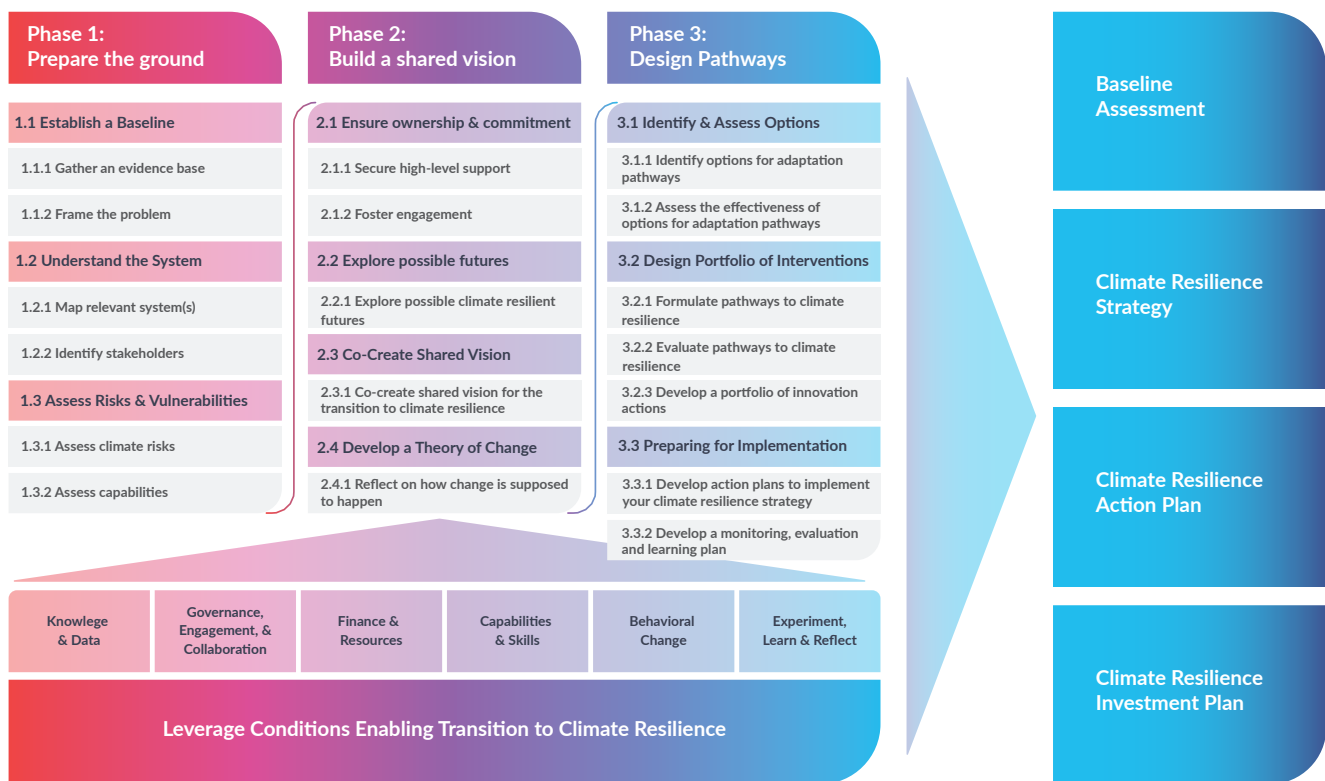 Phase 1:
Prepare the ground
1.1 Establish a Baseline
1.1.1 Gather an evidence base
1.1.2 Frame the problem
1.2 Understand the System
1.2.1 Map relevant system(s)
1.2.2 Identify stakeholders
1.3 Assess Risks & Vulnerabilities
1.3.1 Assess climate risks
1.3.2 Assess capabilities
Phase 2:
Build a shared vision
2.1 Ensure ownership & commitment
2.1.1 Secure high-level support
2.1.2 Foster engagement
2.2 Explore possible futures
2.2.1 Explore possible climate resilient
futures
2.3 Co-Create Shared Vision
2.3.1 Co-create shared vision for the
transition to climate resilience
2.4 Develop a Theory of Change
2.4.1 Reflect on how change is supposed
to happen
Phase 3:
Design Pathways
3.1 Identify & Assess Options
3.1.1 Identify options for adaptation
pathways
3.1.2 Assess the effectiveness of
options for adaptation pathways
3.2 Design Portfolio of Interventions
3.2.1 Formulate pathways to climate
resilience
3.2.2 Evaluate pathways to climate
resilience
3.2.3 Develop a portfolio of innovation
actions
3.3 Preparing for Implementation
3.3.1 Develop action plans to implement
your climate resilience strategy
3.3.2 Develop a monitoring, evaluation
and learning plan
Knowlege
& Data
Governance,
Engagement, &
Collaboration
Finance &
Resources
Capabilities
& Skills
Behavioral
Change
Experiment,
Learn & Reflect
Leverage Conditions Enabling Transition to Climate Resilience
Baseline
Assessment
Climate Resilience
Strategy
Climate Resilience
Action Plan
Climate Resilience
Investment Plan